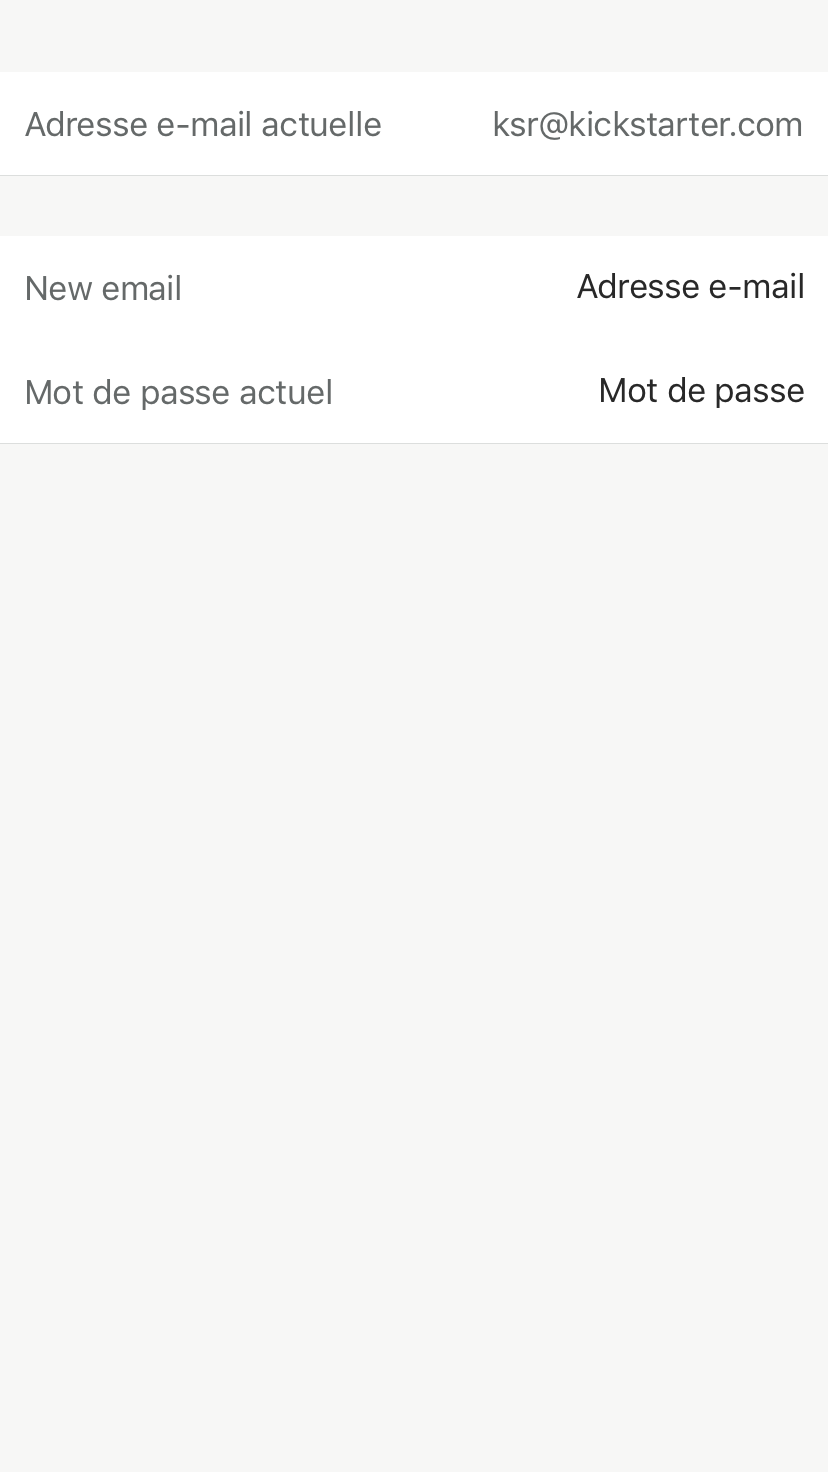 Adresse e-mail actuelle ksr@kickstarter.com
New email Adresse e-mail
Mot de passe actuel Mot de passe